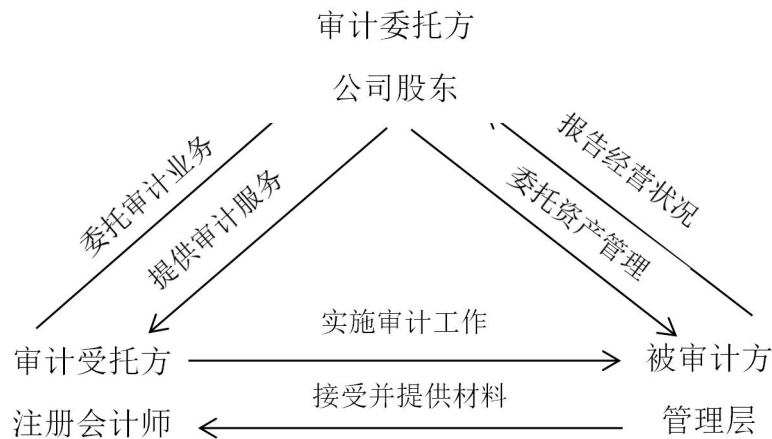 审计委托方
公司股东
委托审计业务
提供审计服务
委托资产管理
报告经营状况
实施审计工作
审计受托方
被审计方
接受并提供材料
注册会计师
管理层